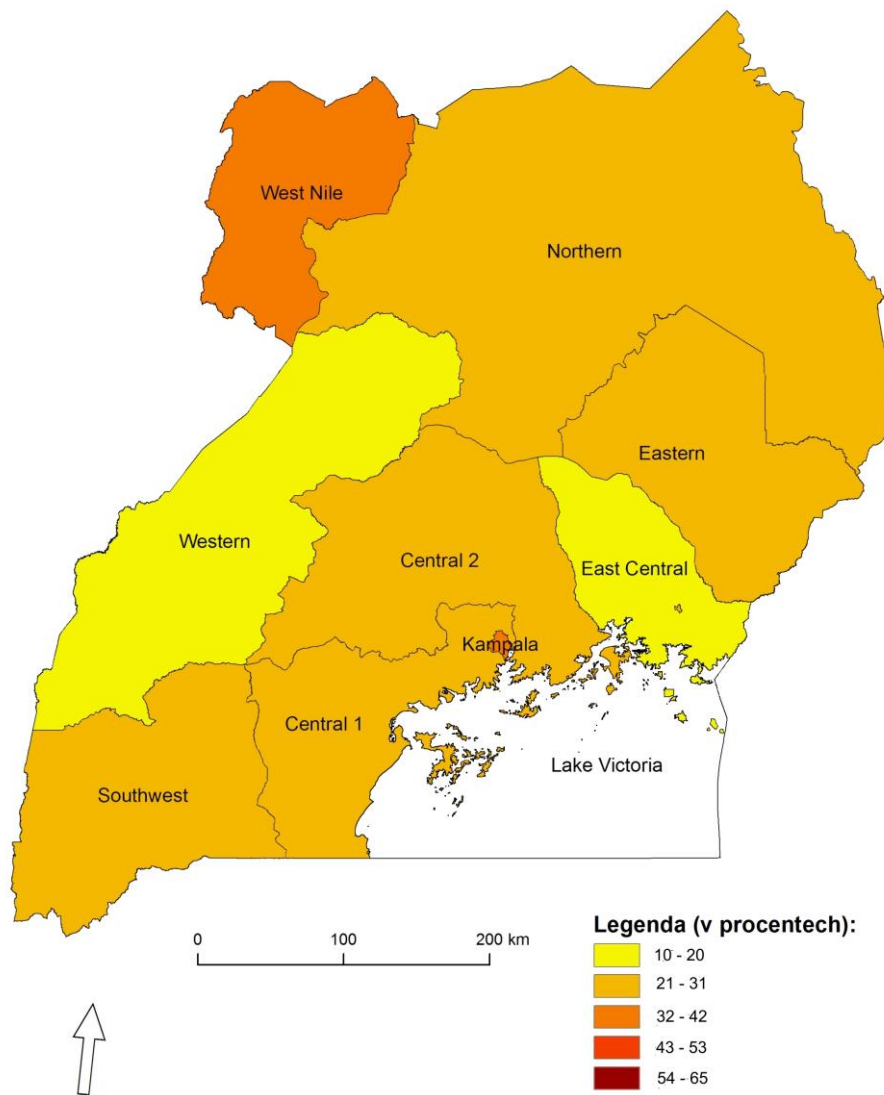 West Nile
Northern
Eastern
Western
Central 2
East Central
Kampala
Central 1
Lake Victoria
Southwest
0 100 200 km
Legenda (v procentech):
10 - 20
21 - 31
32 - 42
43 - 53
54 - 65